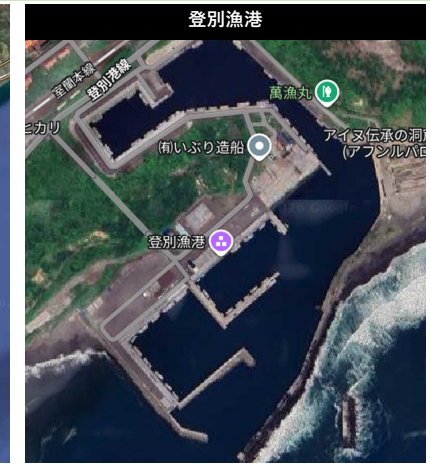 登別漁港
室蘭本線
登別港線
萬漁丸
ヒカリ
㈲いぶり造船
アイヌ伝承の洞
(アフンルパロ
登別漁港